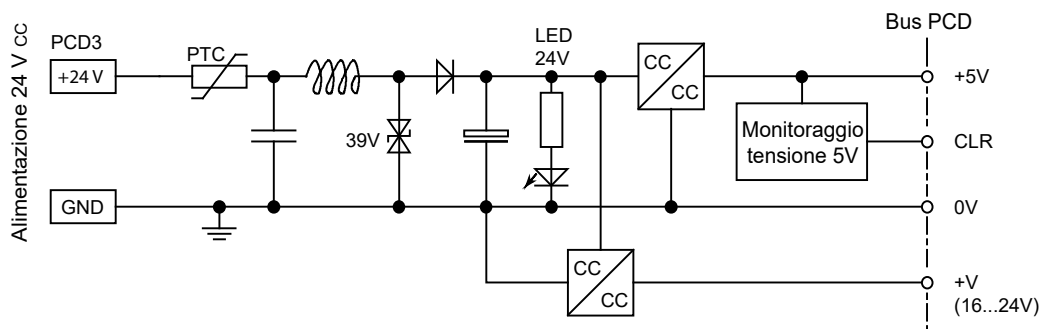 Alimentazione 24 V CC
PCD3
+24 V
GND
PTC
39V
LED
24V
CC
CC
CC
CC
Bus PCD
+5V
Monitoraggio
tensione 5V
CLR
0V
+V
(16...24V)